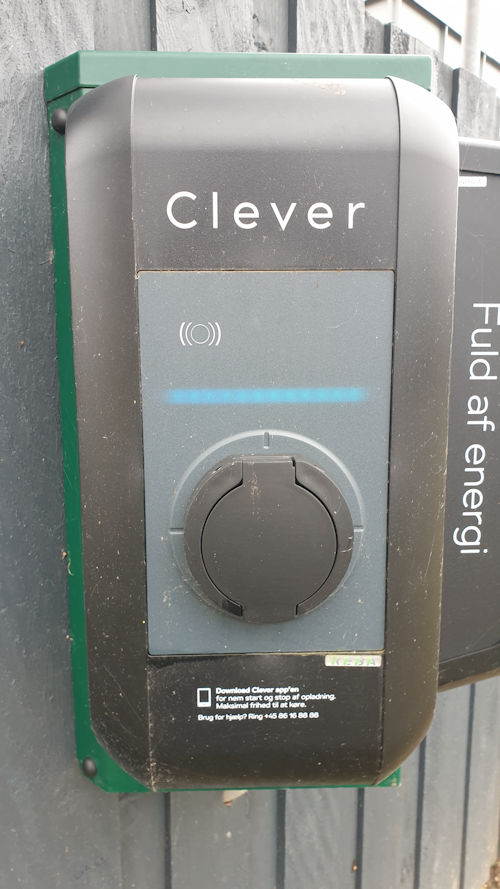 Clever
Fuld af energi
KEBA
Download Clever app'en
for nem start og stop af opladning.
Maksimal frihed til at køre.
Brug for hjælp? Ring +45 86 16 88 88